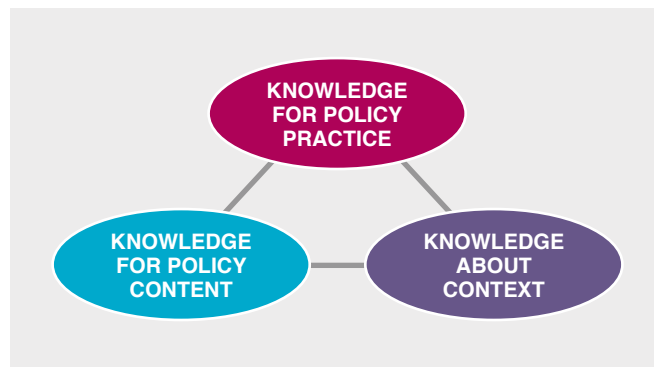 KNOWLEDGE
FOR POLICY
PRACTICE
KNOWLEDGE
FOR POLICY
CONTENT
KNOWLEDGE
ABOUT
CONTEXT